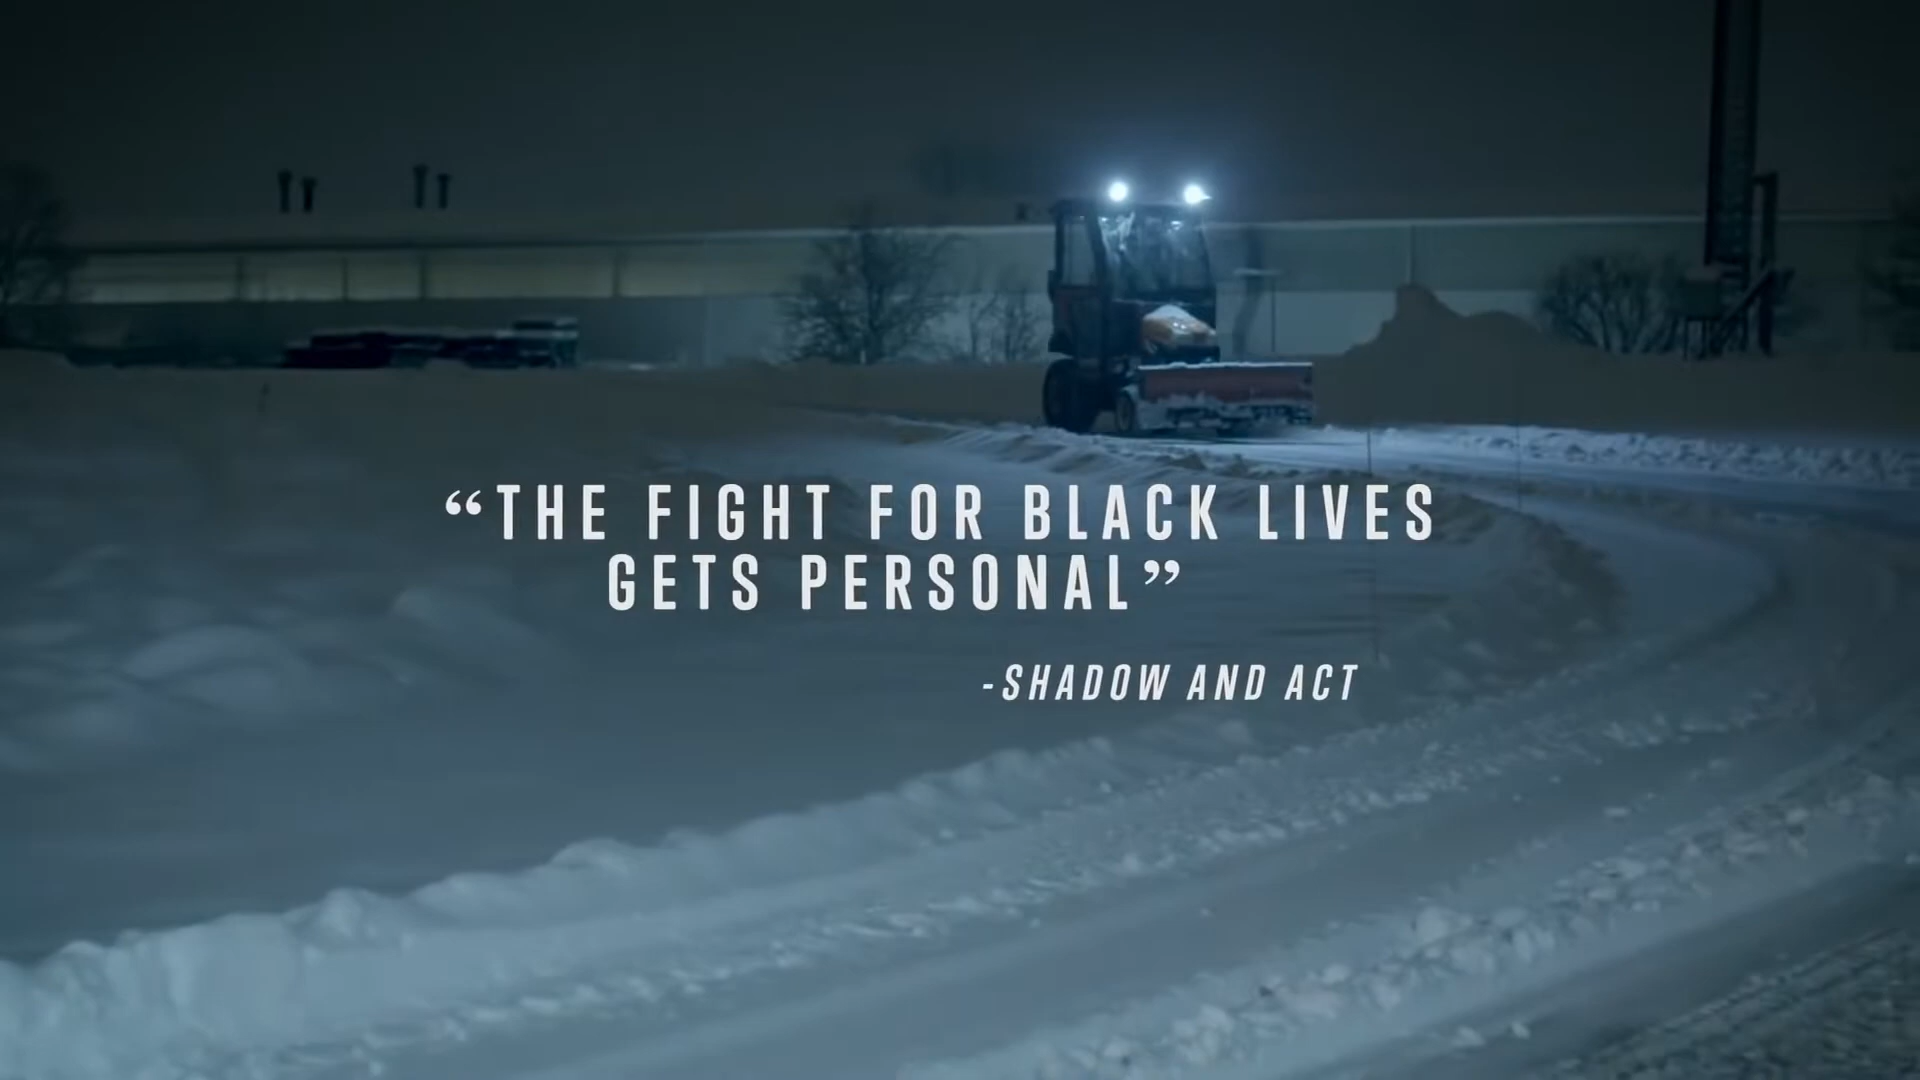 “THE FIGHT FOR BLACK LIVES
GETS PERSONAL”
-SHADOW AND ACT